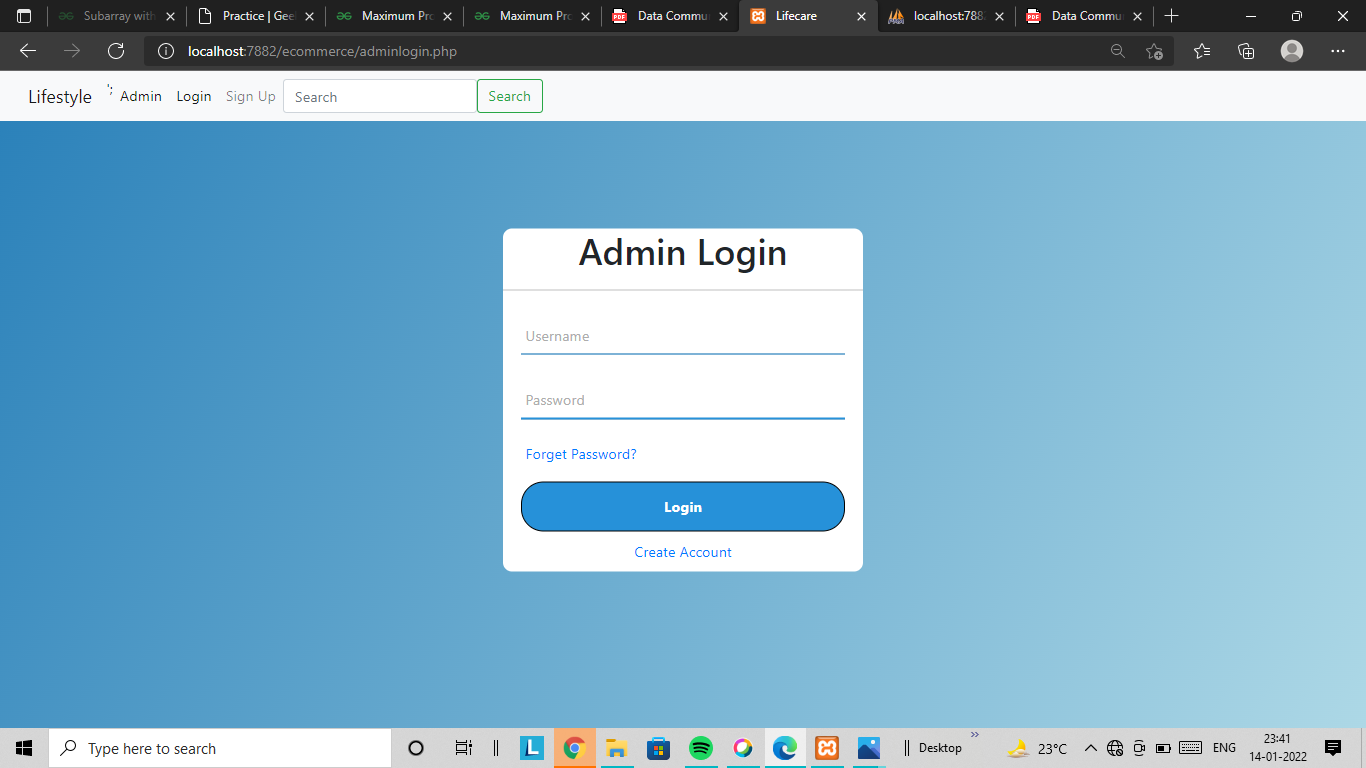 Subarray with
Practice | Gee
Maximum Pro
Maximum Pro
Data Commu
Lifecare
localhost:788
Data Commu
localhost:7882/ecommerce/adminlogin.php
Lifestyle
';
Admin
Login
Sign Up
Search
Search
Admin Login
Username
Password
Forget Password?
Login
Create Account
Type here to search
L
Desktop
»
23°C
ENG
23:41
14-01-2022